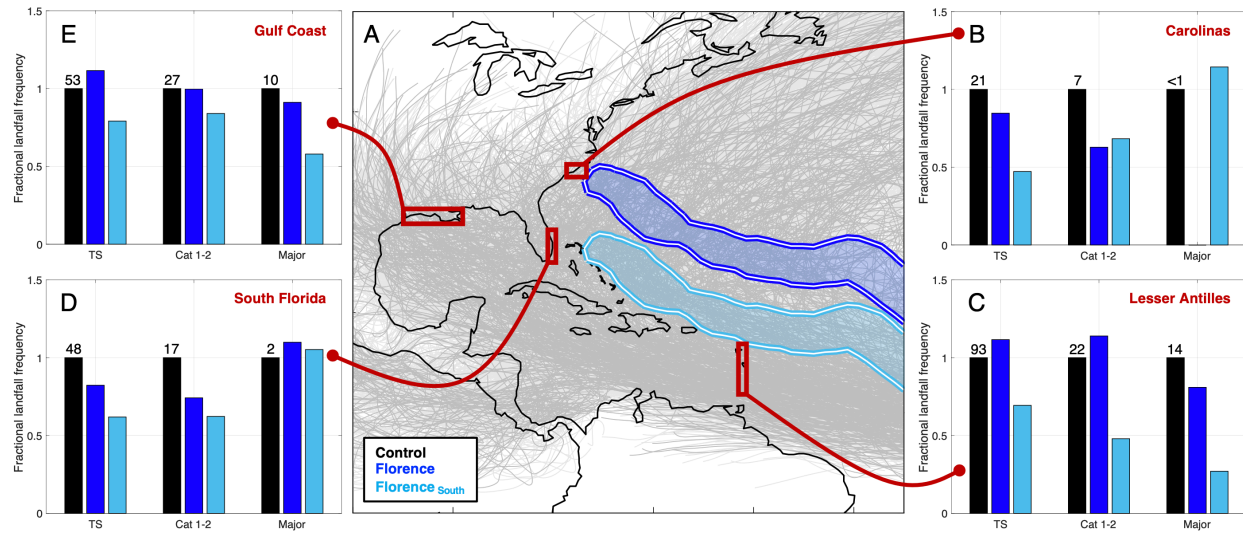 E
Gulf Coast
Fractional landfall frequency
1.5
1
0.5
0
53
27
10
TS
Cat 1-2
Major
A
Control
Florence
Florence South
B
Carolinas
Fractional landfall frequency
1.5
1
0.5
0
21
7
<1
TS
Cat 1-2
Major
D
South Florida
Fractional landfall frequency
1.5
1
0.5
0
48
17
2
TS
Cat 1-2
Major
C
Lesser Antilles
Fractional landfall frequency
1.5
1
0.5
0
93
22
14
TS
Cat 1-2
Major